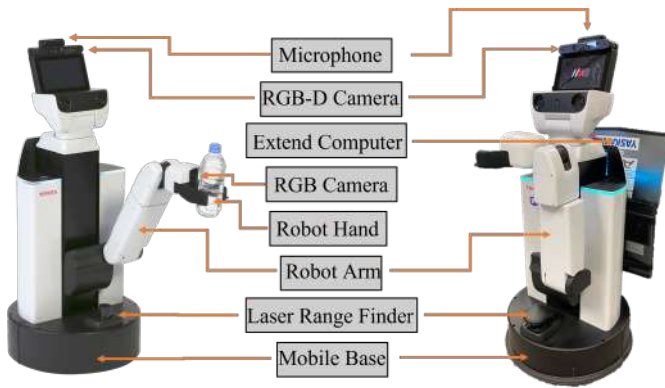 Microphone
RGB-D Camera
Extend Computer
RGB Camera
Robot Hand
Robot Arm
Laser Range Finder
Mobile Base